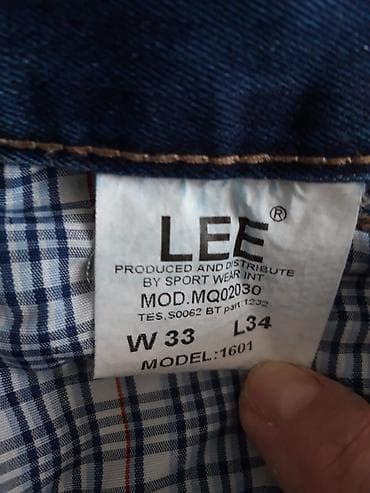 LEE®
PRODUCED AND DISTRIBUTE
BY SPORT WEAR INT
MOD.MQ02030
TES.S0062 BT part 1232
W 33 L34
MODEL:1601